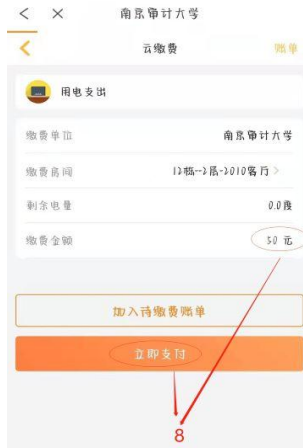 南京审计大学
云缴费 账单
用电支出
缴费单位 南京审计大学
缴费房间 12栋--2层-2010客厅 >
剩余电量 0.0度
缴费金额 50 元
加入待缴费账单
立即支付
8